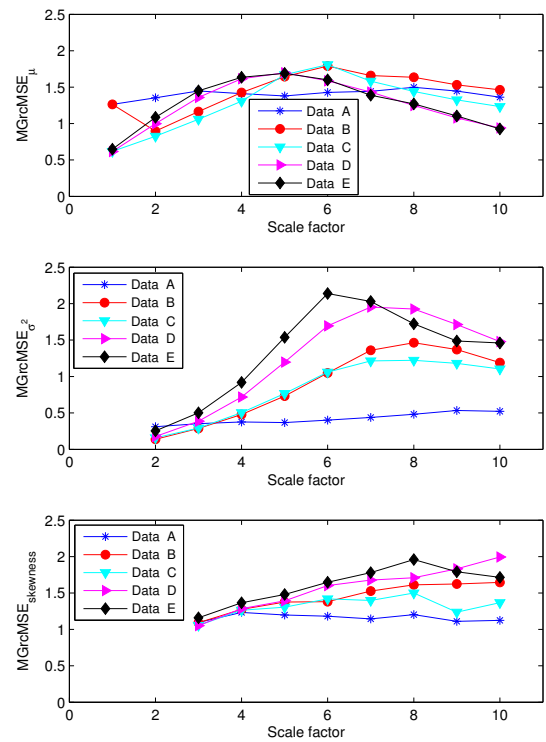 2.5
2
1.5
1
0.5
0
MGrcMSE_μ
Data A
Data B
Data C
Data D
Data E
0 2 4 6 8 10
Scale factor
2.5
2
1.5
1
0.5
0
MGrcMSE_σ²
Data A
Data B
Data C
Data D
Data E
0 2 4 6 8 10
Scale factor
2.5
2
1.5
1
0.5
0
MGrcMSE_skewness
Data A
Data B
Data C
Data D
Data E
0 2 4 6 8 10
Scale factor